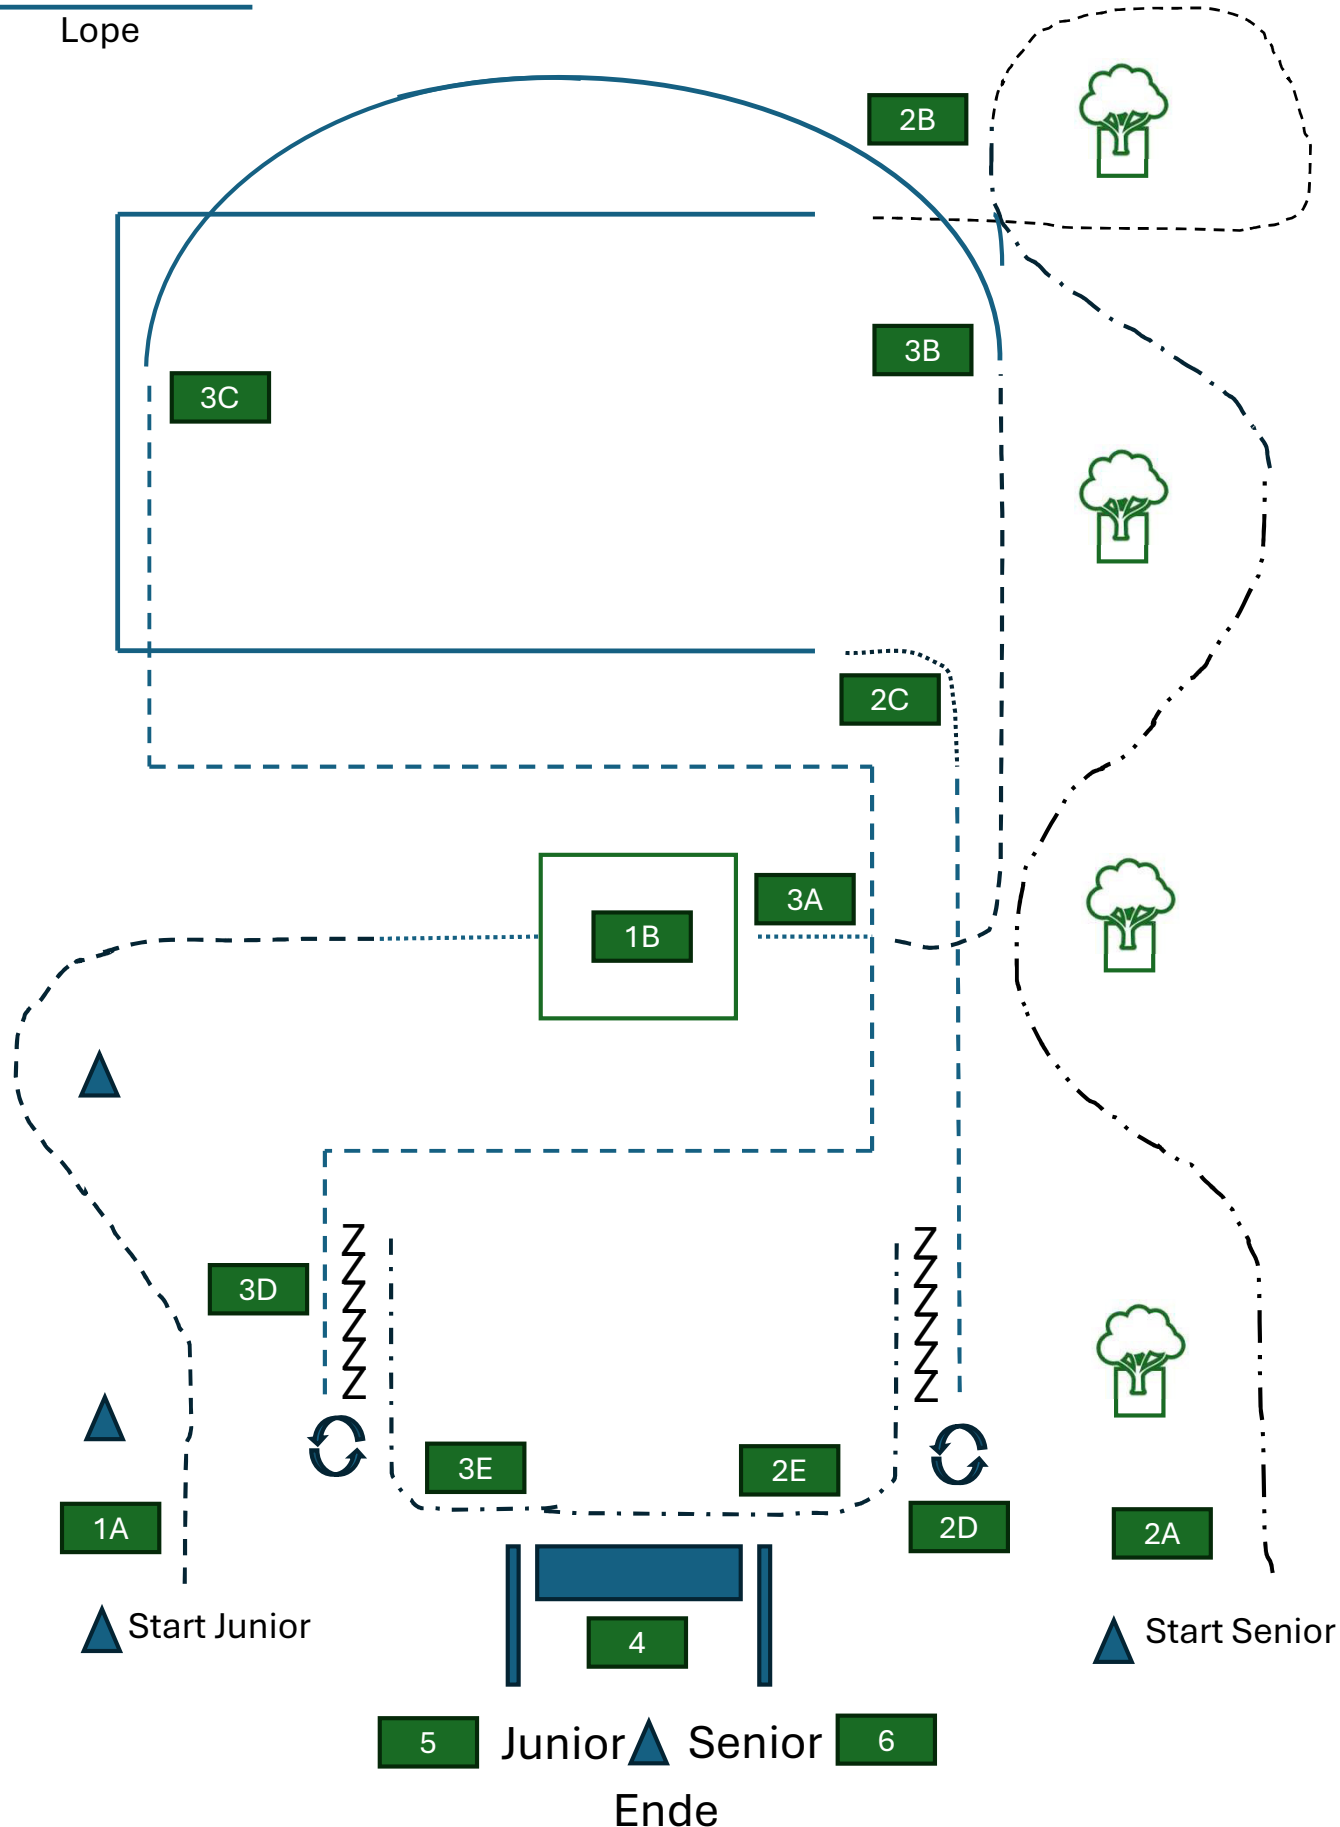 Lope
2B
3B
3C
2C
3A
1B
Z
Z
Z
Z
Z
Z
Z
Z
Z
Z
Z
Z
3D
3E
2E
1A
2D
2A
Start Junior
Start Senior
4
5 Junior Senior 6
Ende